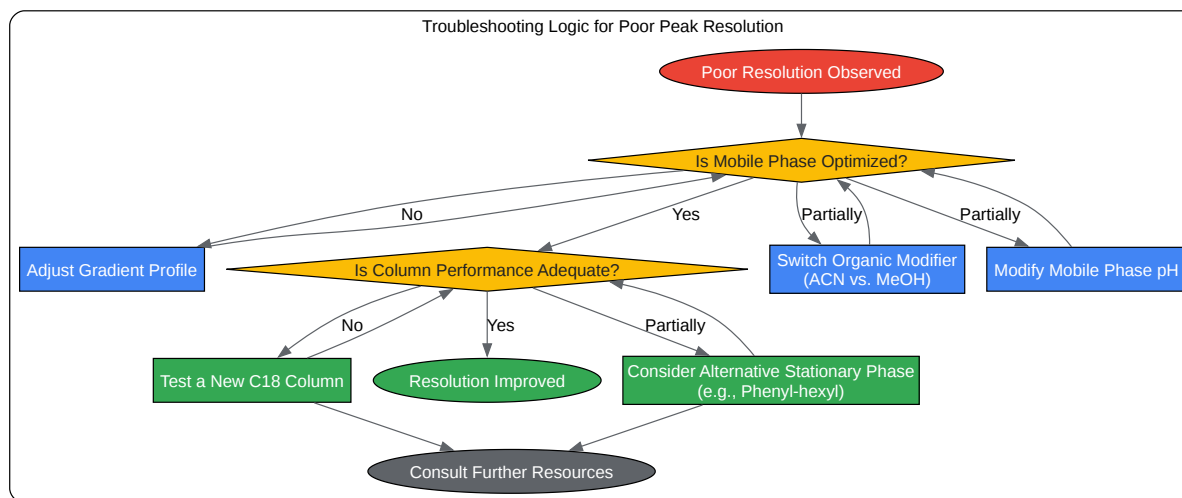 Troubleshooting Logic for Poor Peak Resolution
Poor Resolution Observed
Is Mobile Phase Optimized?
No
Yes
Partially
Partially
Adjust Gradient Profile
Is Column Performance Adequate?
Switch Organic Modifier
(ACN vs. MeOH)
Modify Mobile Phase pH
No
Yes
Partially
Test a New C18 Column
Resolution Improved
Consider Alternative Stationary Phase
(e.g., Phenyl-hexyl)
Consult Further Resources